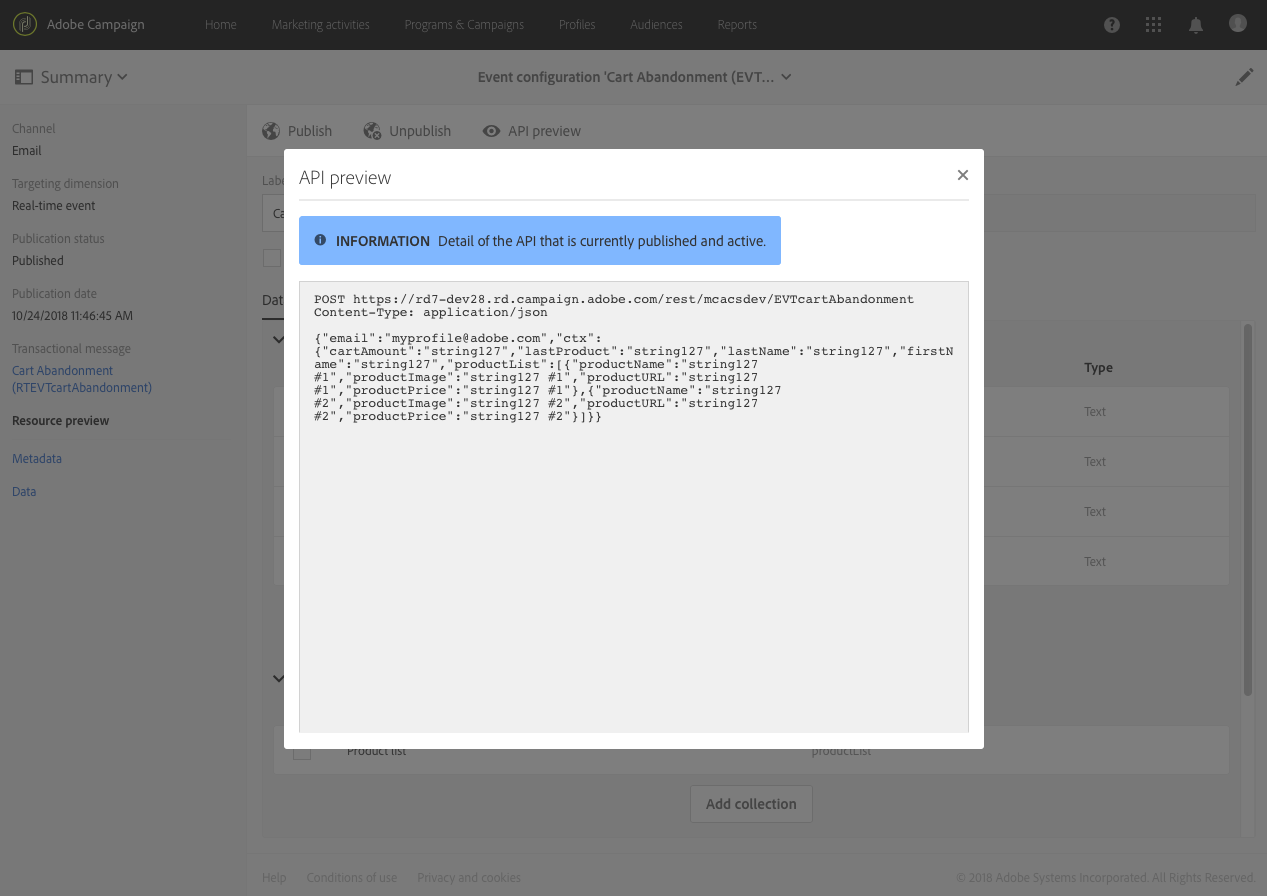 Adobe Campaign
Home
Marketing activities
Programs & Campaigns
Profiles
Audiences
Reports
Summary
Event configuration 'Cart Abandonment (EVT...
Channel
Email
Targeting dimension
Real-time event
Publication status
Published
Publication date
10/24/2018 11:46:45 AM
Transactional message
Cart Abandonment
(RTEVTcartAbandonment)
Resource preview
Metadata
Data
Publish
Unpublish
API preview
API preview
INFORMATION Detail of the API that is currently published and active.
POST https://rd7-dev28.rd.campaign.adobe.com/rest/mcacsdev/EVTcartAbandonment
Content-Type: application/json
{"email":"myprofile@adobe.com","ctx":
{"cartAmount":"string127","lastProduct":"string127","lastName":"string127","firstN
ame":"string127","productList":[{"productName":"string127
#1","productImage":"string127 #1","productURL":"string127
#1","productPrice":"string127 #1"},{"productName":"string127
#2","productImage":"string127 #2","productURL":"string127
#2","productPrice":"string127 #2"}]}}
Type
Text
Text
Text
Text
Product list
productList
Add collection
Help
Conditions of use
Privacy and cookies
© 2018 Adobe Systems Incorporated. All Rights Reserved.